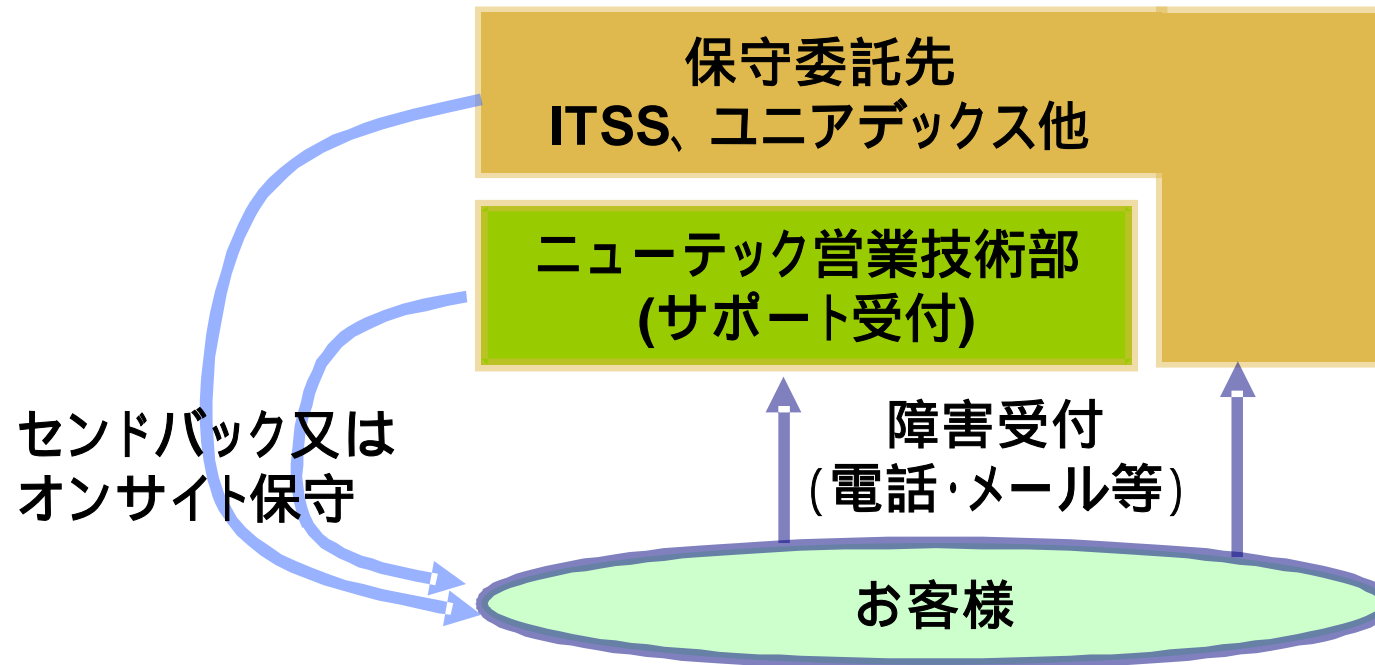 保守委託先
ITSS、ユニアデックス他
ニューテック営業技術部
(サポート受付)
センドバック又は
オンサイト保守
障害受付
（電話・メール等）
お客様